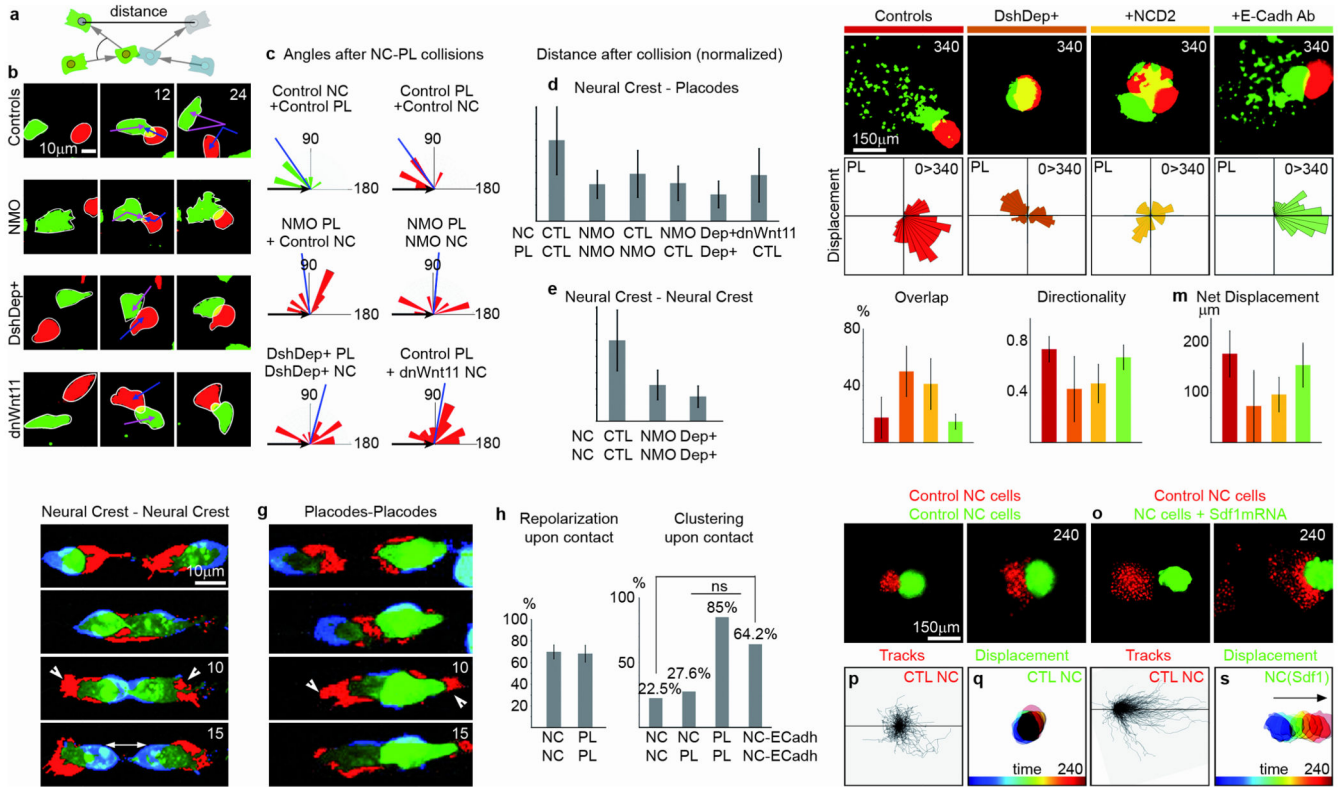 a
distance
b
Controls
12
24
10μm
NMO
DshDep+
dnWnt11
c Angles after NC-PL collisions
Control NC
+Control PL
90
180
Control PL
+Control NC
90
180
NMO PL
+ Control NC
90
180
NMO PL
NMO NC
90
180
DshDep+ PL
DshDep+ NC
90
180
Control PL
+ dnWnt11 NC
90
180
Distance after collision (normalized)
d Neural Crest - Placodes
NC CTL NMO CTL NMO Dep+ dnWnt11
PL CTL NMO NMO CTL Dep+ CTL
e Neural Crest - Neural Crest
NC CTL NMO Dep+
NC CTL NMO Dep+
Controls
DshDep+
+NCD2
+E-Cadh Ab
340
340
340
340
150μm
Displacement
PL 0>340
PL 0>340
PL 0>340
PL 0>340
Overlap
%
80
40
Directionality
0.8
0.4
m Net Displacement
μm
200
100
Neural Crest - Neural Crest
10μm
10
15
g Placodes-Placodes
10
15
h
Repolarization
upon contact
%
100
80
60
40
20
NC PL
NC PL
Clustering
upon contact
%
100
50
ns
22.5%
27.6%
85%
64.2%
NC NC PL NC-ECadh
NC PL PL NC-ECadh
Control NC cells
Control NC cells
240
150μm
o
Control NC cells
NC cells + Sdf1mRNA
240
Tracks
p CTL NC
Displacement
q CTL NC
time 240
Tracks
CTL NC
Displacement
s NC(Sdf1)
time 240